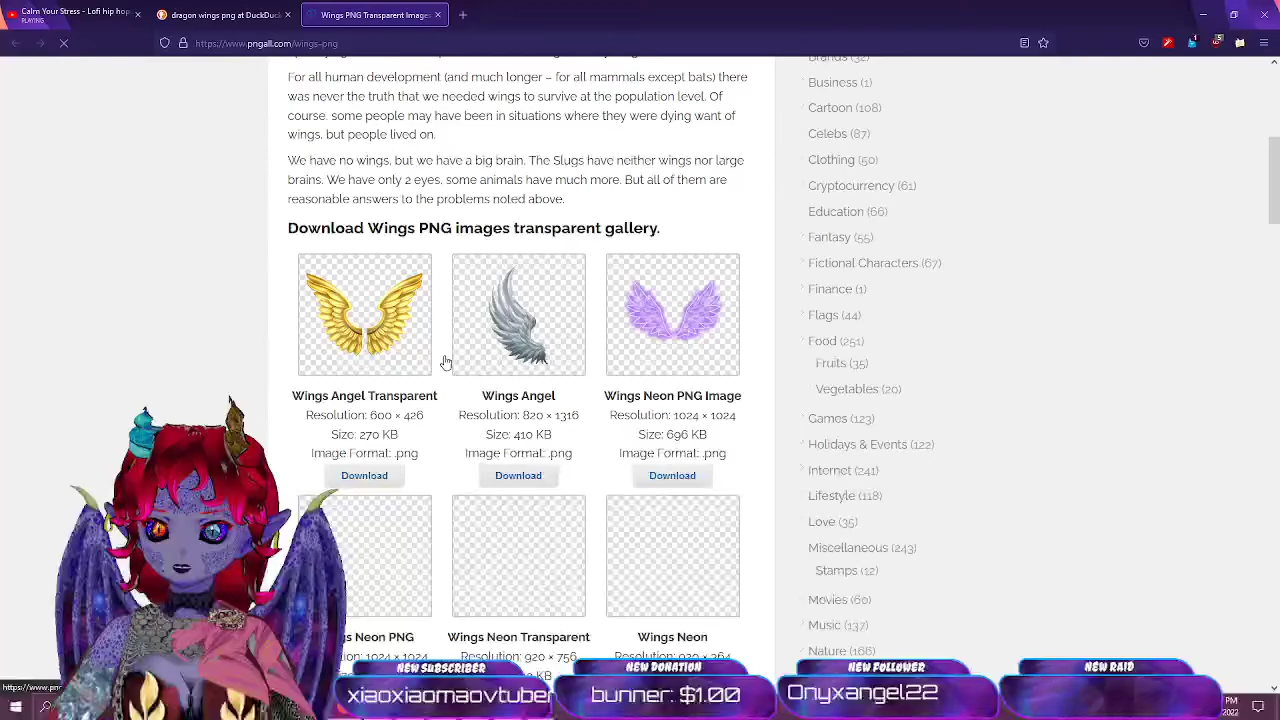 Calm Your Stress - Lofi hip hop
PLAYING
dragon wings png at DuckDuck
Wings PNG Transparent Images
https://www.pngall.com/wings-png
For all human development (and much longer – for all mammals except bats) there
was never the truth that we needed wings to survive at the population level. Of
course, some people may have been in situations where they were dying want of
wings, but people lived on.
We have no wings, but we have a big brain. The Slugs have neither wings nor large
brains. We have only 2 eyes, some animals have much more. But all of them are
reasonable answers to the problems noted above.
Download Wings PNG images transparent gallery.
Wings Angel Transparent
Resolution: 600 × 426
Size: 270 KB
Image Format: .png
Download
Wings Angel
Resolution: 820 × 1316
Size: 410 KB
Image Format: .png
Download
Wings Neon PNG Image
Resolution: 1024 × 1024
Size: 696 KB
Image Format: .png
Download
Neon PNG
1024 × 1024
Wings Neon Transparent
Resolution: 920 × 756
Wings Neon
Brands (32)
Business (1)
Cartoon (108)
Celebs (87)
Clothing (50)
Cryptocurrency (61)
Education (66)
Fantasy (55)
Fictional Characters (67)
Finance (1)
Flags (44)
Food (251)
Fruits (35)
Vegetables (20)
Games (123)
Holidays & Events (122)
Internet (241)
Lifestyle (118)
Love (35)
Miscellaneous (243)
Stamps (12)
Movies (60)
Music (137)
Nature (166)
NEW SUBSCRIBER
xiaoxiaomaovtuber
NEW DONATION
bunner: $1.00
NEW FOLLOWER
Onyxangel22
NEW RAID
https://www.pn
PM